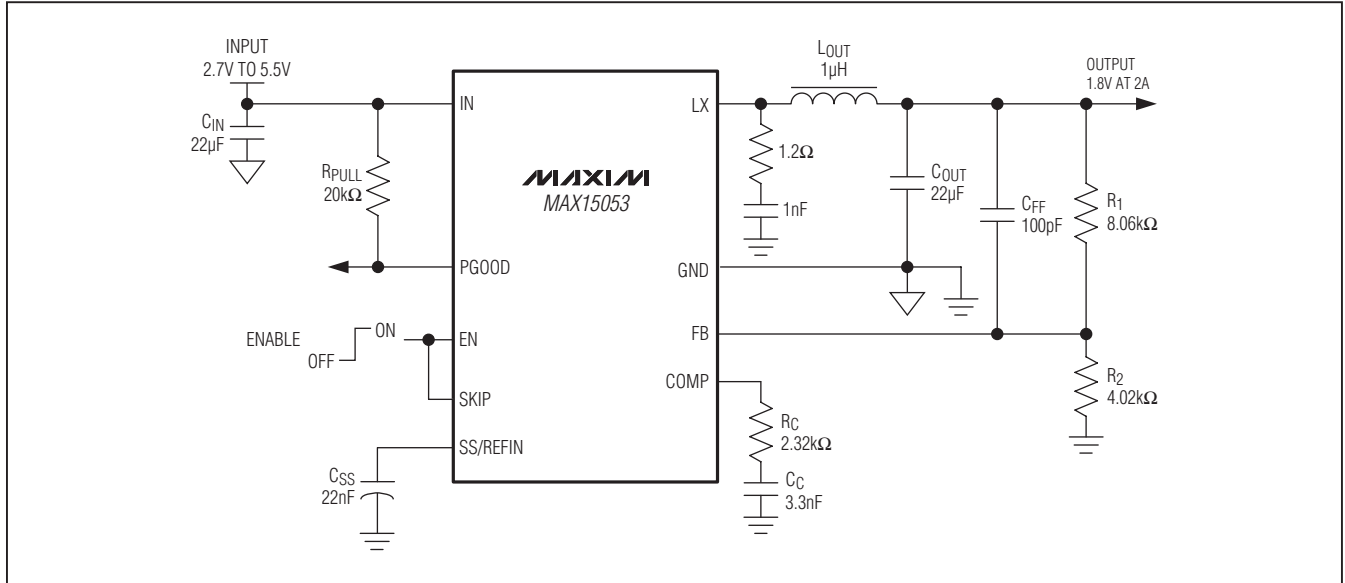 INPUT
2.7V TO 5.5V
CIN
22µF
RPULL
20kΩ
IN
PGOOD
ENABLE
OFF
ON
EN
SKIP
SS/REFIN
CSS
22nF
MAXIM
MAX15053
LX
GND
FB
COMP
LOUT
1µH
1.2Ω
1nF
COUT
22µF
CFF
100pF
R1
8.06kΩ
OUTPUT
1.8V AT 2A
R2
4.02kΩ
RC
2.32kΩ
CC
3.3nF